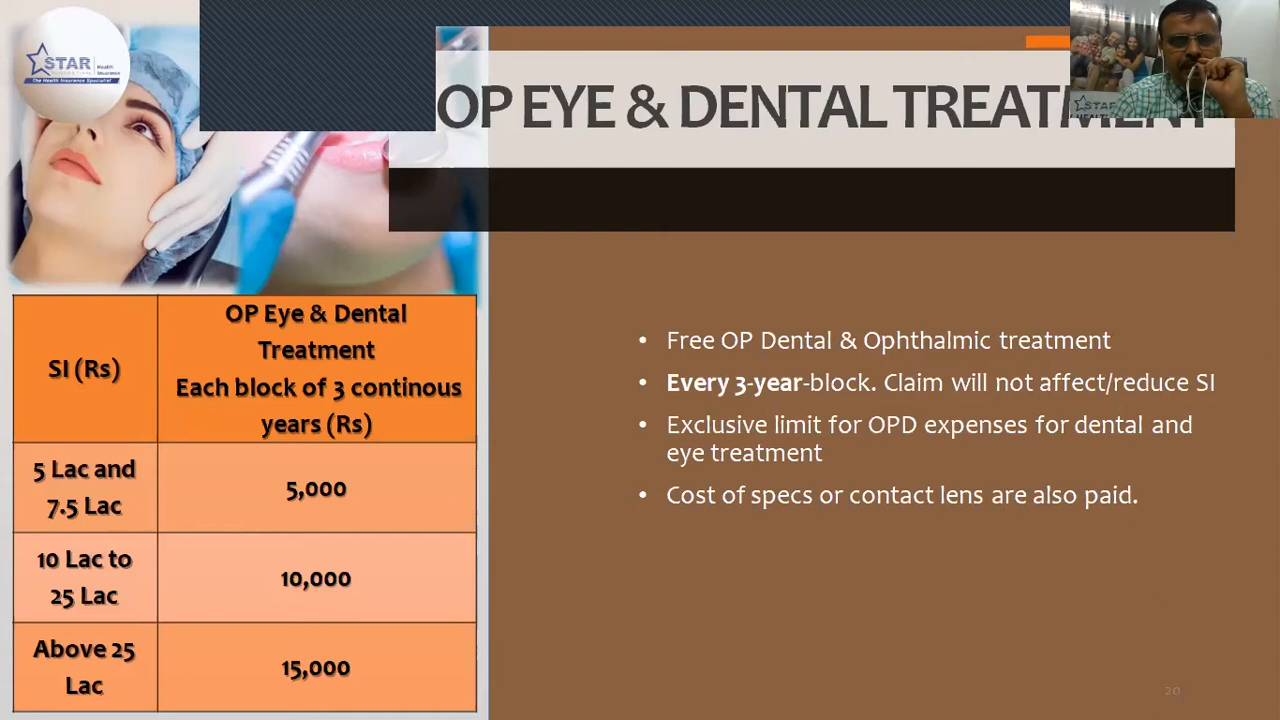 STAR
Health
Insurance
The Health Insurance Specialist
OP EYE & DENTAL TREATMENT
STAR
SI (Rs)
OP Eye & Dental
Treatment
Each block of 3 continous
years (Rs)
5 Lac and
7.5 Lac
5,000
10 Lac to
25 Lac
10,000
Above 25
Lac
15,000
• Free OP Dental & Ophthalmic treatment
• Every 3-year-block. Claim will not affect/reduce SI
• Exclusive limit for OPD expenses for dental and
eye treatment
• Cost of specs or contact lens are also paid.
20